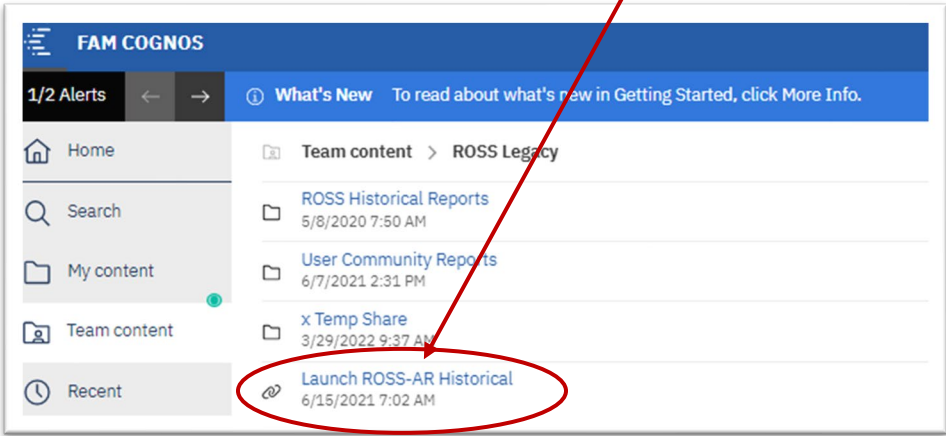 FAM COGNOS
1/2 Alerts ← → What's New To read about what's new in Getting Started, click More Info.
Home
Team content > ROSS Legacy
Search
ROSS Historical Reports
5/8/2020 7:50 AM
My content
User Community Reports
6/7/2021 2:31 PM
Team content
x Temp Share
3/29/2022 9:37 AM
Recent
Launch ROSS-AR Historical
6/15/2021 7:02 AM